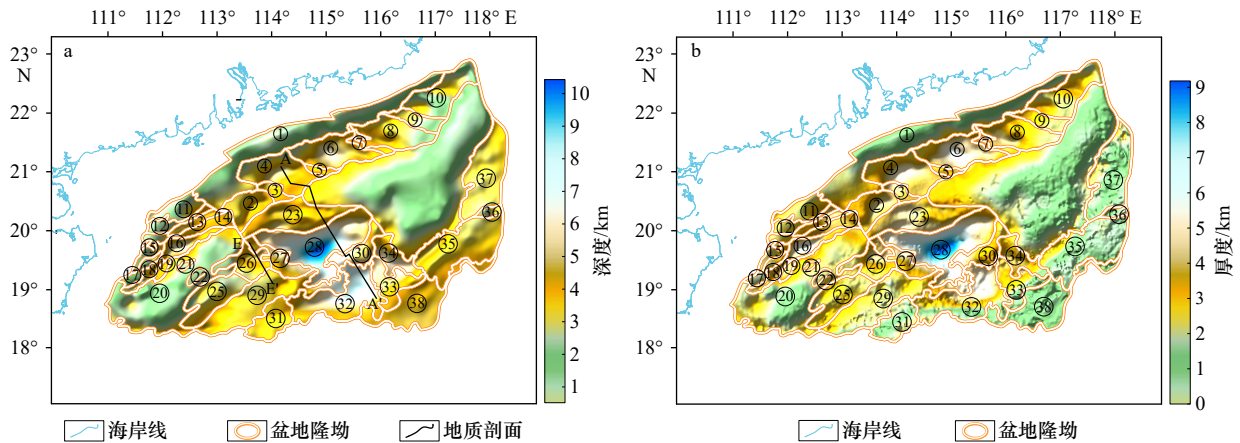 111° 112° 113° 114° 115° 116° 117° 118° E
23°
N
22°
21°
20°
19°
18°
a
① ② ③ ④ ⑤ ⑥ ⑦ ⑧ ⑨ ⑩
⑪ ⑫ ⑬ ⑭ ⑮ ⑯ ⑰ ⑱ ⑲ ⑳
㉑ ㉒ ㉓ ㉕ ㉖ ㉗ ㉘ ㉙ ㉚
㉛ ㉜ ㉝ ㉞ ㉟ ㊱ ㊲ ㊳
A
A'
E
E'
10
9
8
7
6
5
4
3
2
1
深度/km
海岸线 盆地隆坳 地质剖面
111° 112° 113° 114° 115° 116° 117° 118° E
23°
N
22°
21°
20°
19°
18°
b
① ② ③ ④ ⑤ ⑥ ⑦ ⑧ ⑨ ⑩
⑪ ⑫ ⑬ ⑭ ⑮ ⑯ ⑰ ⑱ ⑲ ⑳
㉑ ㉒ ㉓ ㉕ ㉖ ㉗ ㉘ ㉙ ㉚
㉛ ㉜ ㉝ ㉞ ㉟ ㊱ ㊲ ㊳
9
8
7
6
5
4
3
2
1
0
厚度/km
海岸线 盆地隆坳